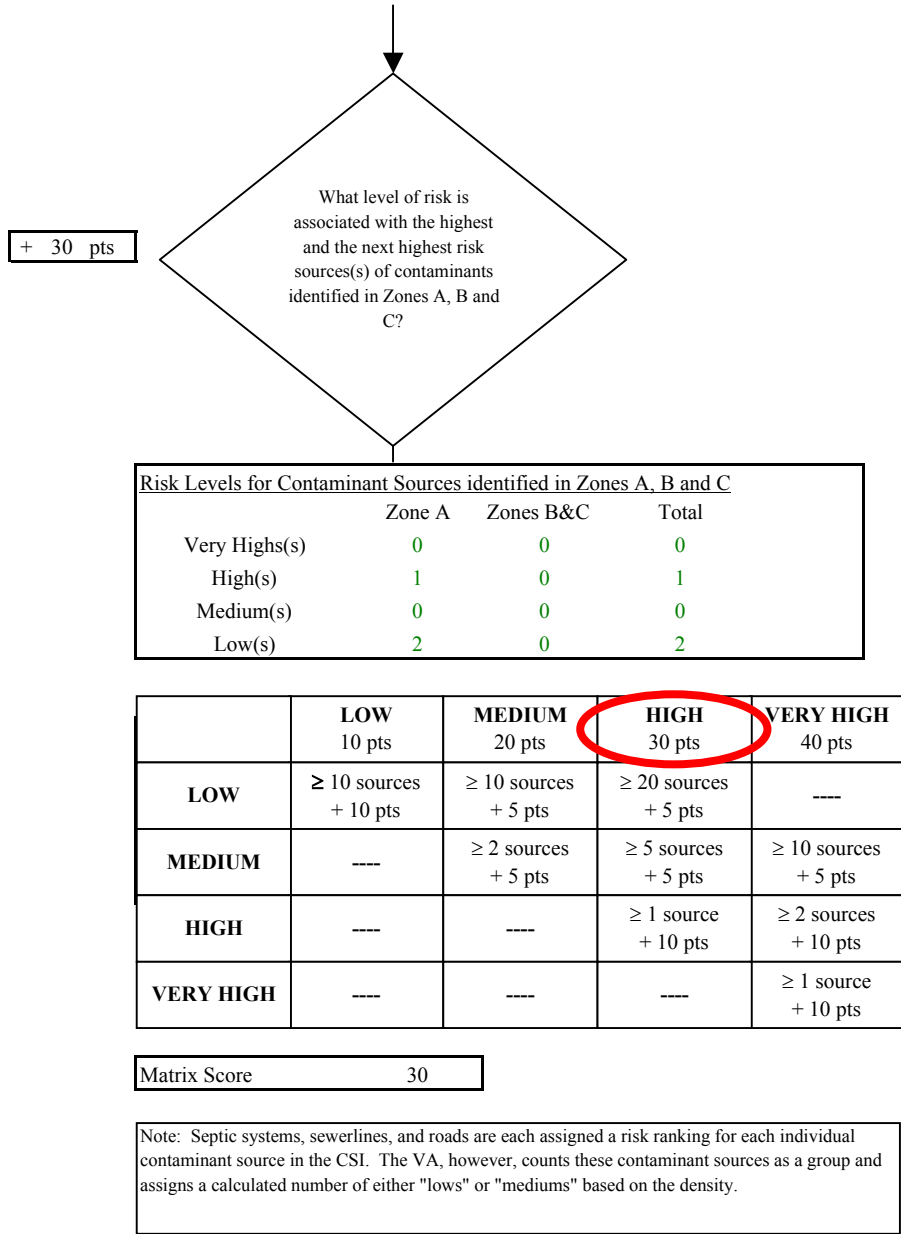 What level of risk is
associated with the highest
and the next highest risk
sources(s) of contaminants
identified in Zones A, B and
C?
+ 30 pts
Risk Levels for Contaminant Sources identified in Zones A, B and C
Zone A Zones B&C Total
Very Highs(s) 0 0 0
High(s) 1 0 1
Medium(s) 0 0 0
Low(s) 2 0 2
LOW MEDIUM HIGH VERY HIGH
10 pts 20 pts 30 pts 40 pts
LOW ≥ 10 sources ≥ 10 sources ≥ 20 sources ----
+ 10 pts + 5 pts + 5 pts
MEDIUM ---- ≥ 2 sources ≥ 5 sources ≥ 10 sources
+ 5 pts + 5 pts + 5 pts
HIGH ---- ---- ≥ 1 source ≥ 2 sources
+ 10 pts + 10 pts
VERY HIGH ---- ---- ---- ≥ 1 source
+ 10 pts
Matrix Score 30
Note: Septic systems, sewerlines, and roads are each assigned a risk ranking for each individual
contaminant source in the CSI. The VA, however, counts these contaminant sources as a group and
assigns a calculated number of either "lows" or "mediums" based on the density.